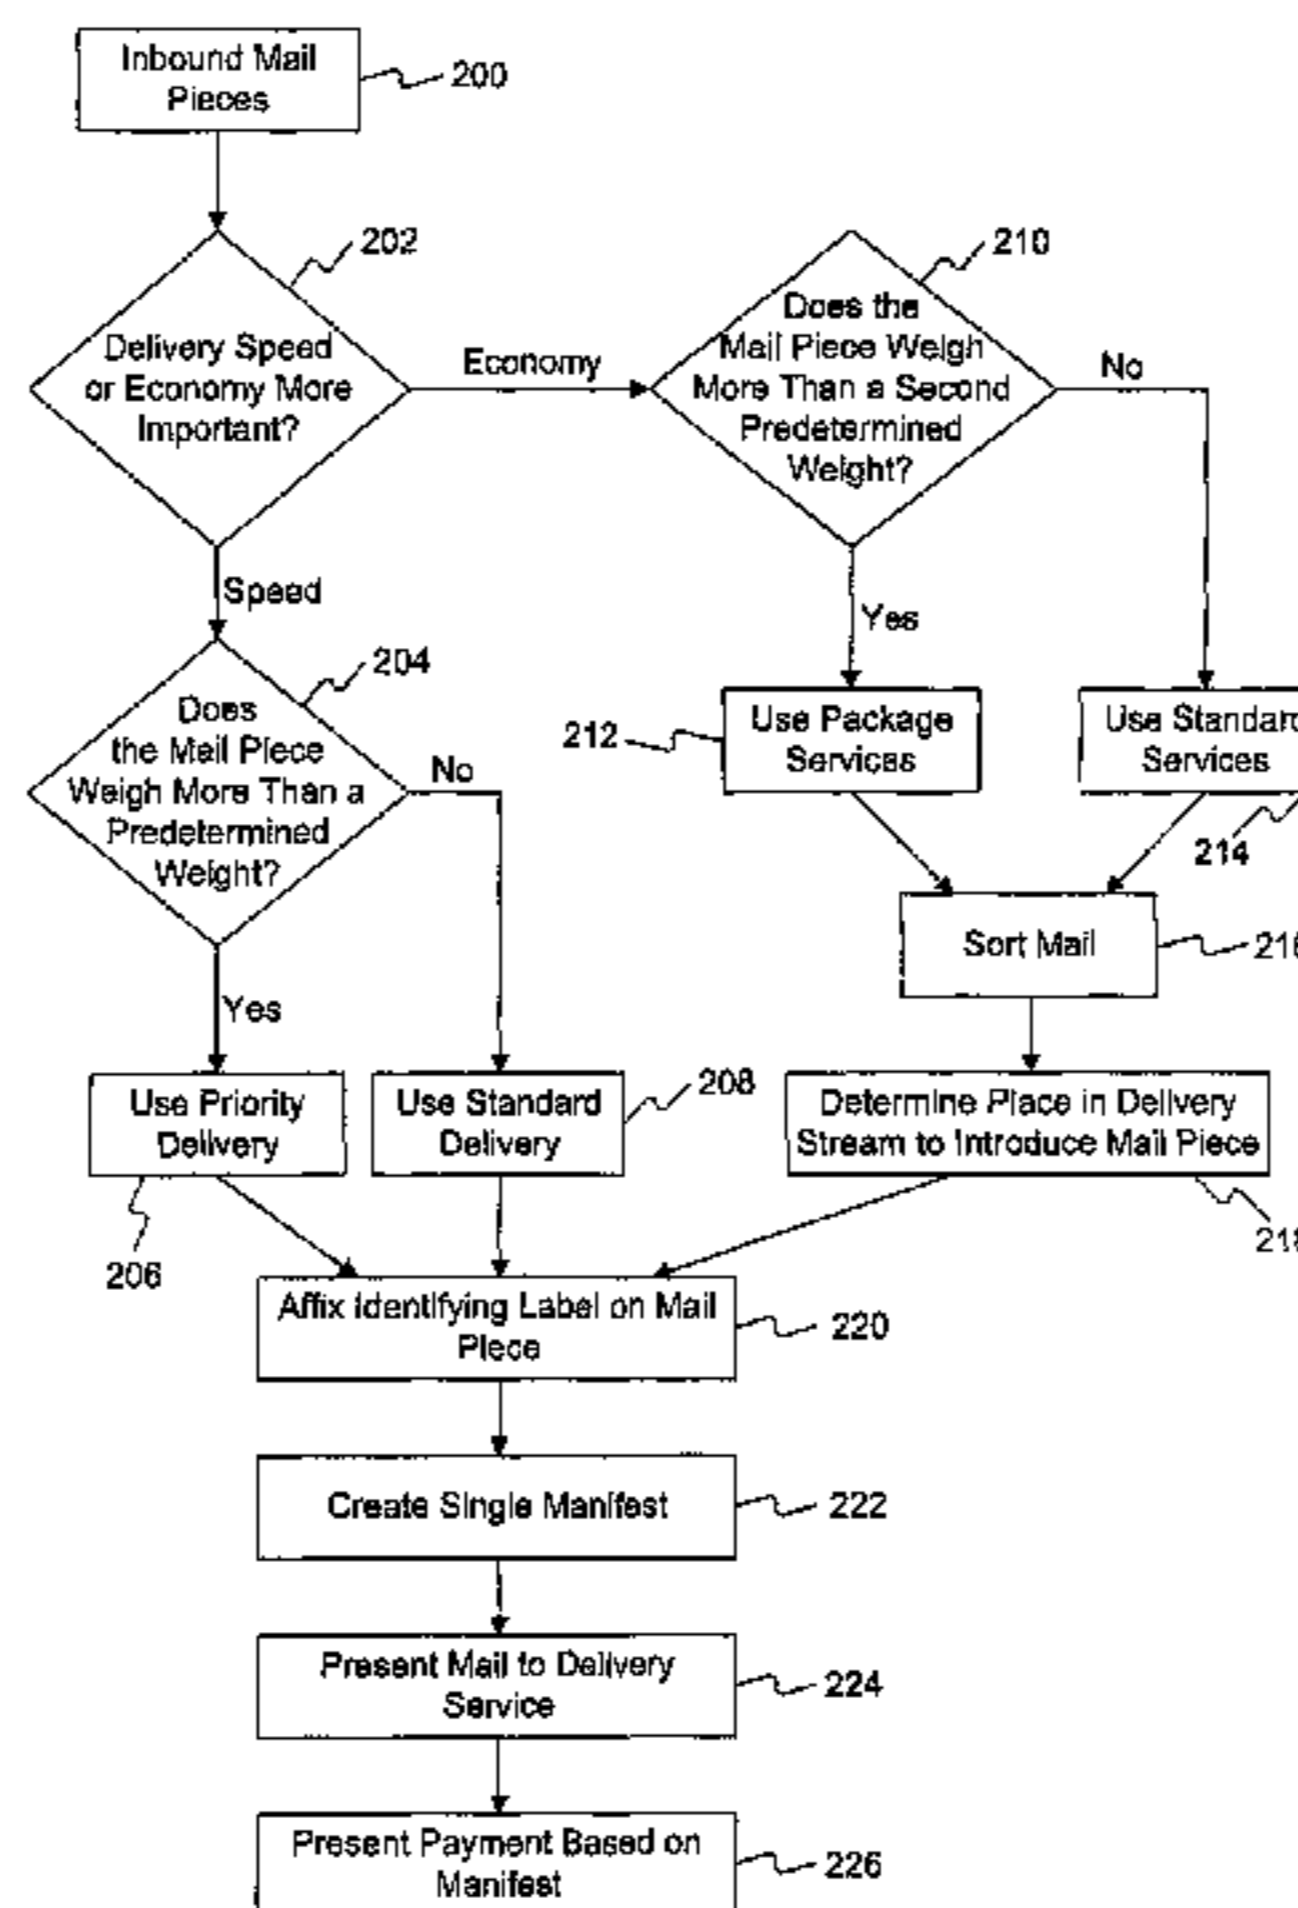 Inbound Mail
Pieces
200
202
Delivery Speed
or Economy More
Important?
Economy
210
Does the
Mail Piece Weigh
More Than a Second
Predetermined
Weight?
No
Speed
Yes
204
Does
the Mail Piece
Weigh More Than a
Predetermined
Weight?
No
212
Use Package
Services
Use Standard
Services
214
Sort Mail
Yes
Use Priority
Delivery
206
Use Standard
Delivery
208
Determine Place in Delivery
Stream to Introduce Mail Piece
Affix Identifying Label on Mail
Piece
220
Create Single Manifest
222
Present Mail to Delivery
Service
224
Present Payment Based on
Manifest
226